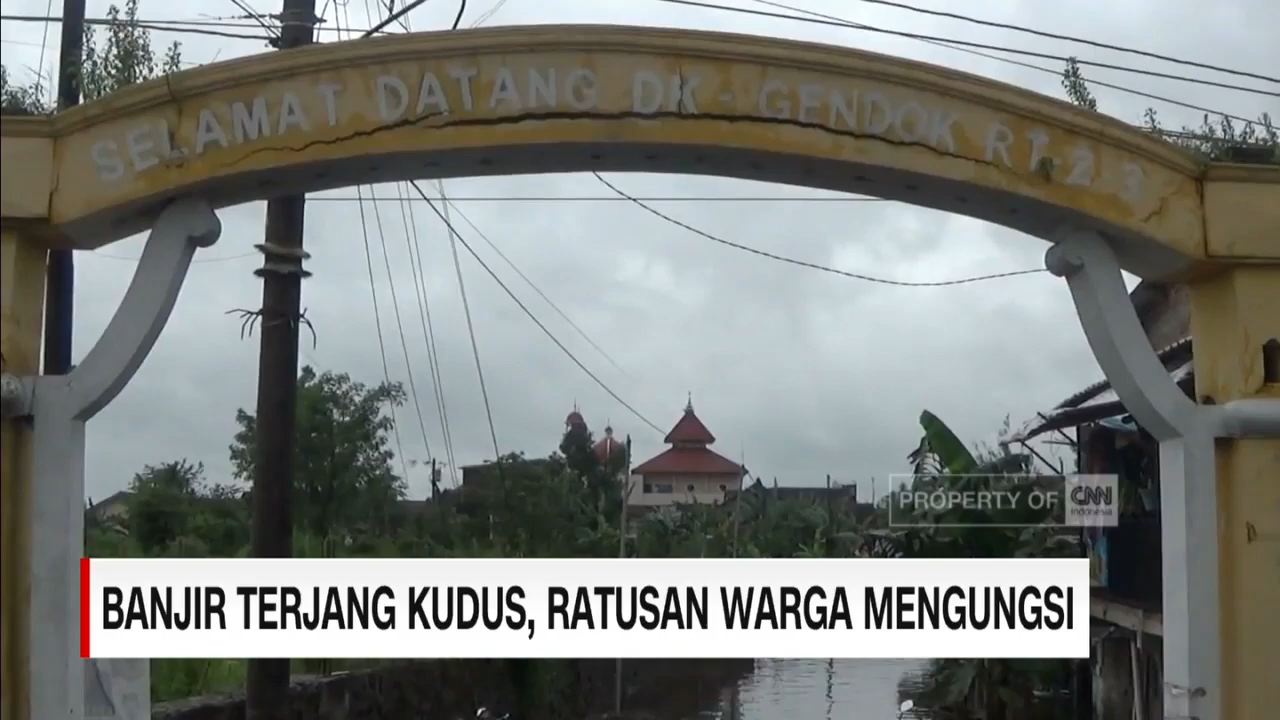 SELAMAT DATANG DK - GENDOK RT 2 3
PROPERTY OF CNN Indonesia
BANJIR TERJANG KUDUS, RATUSAN WARGA MENGUNGSI